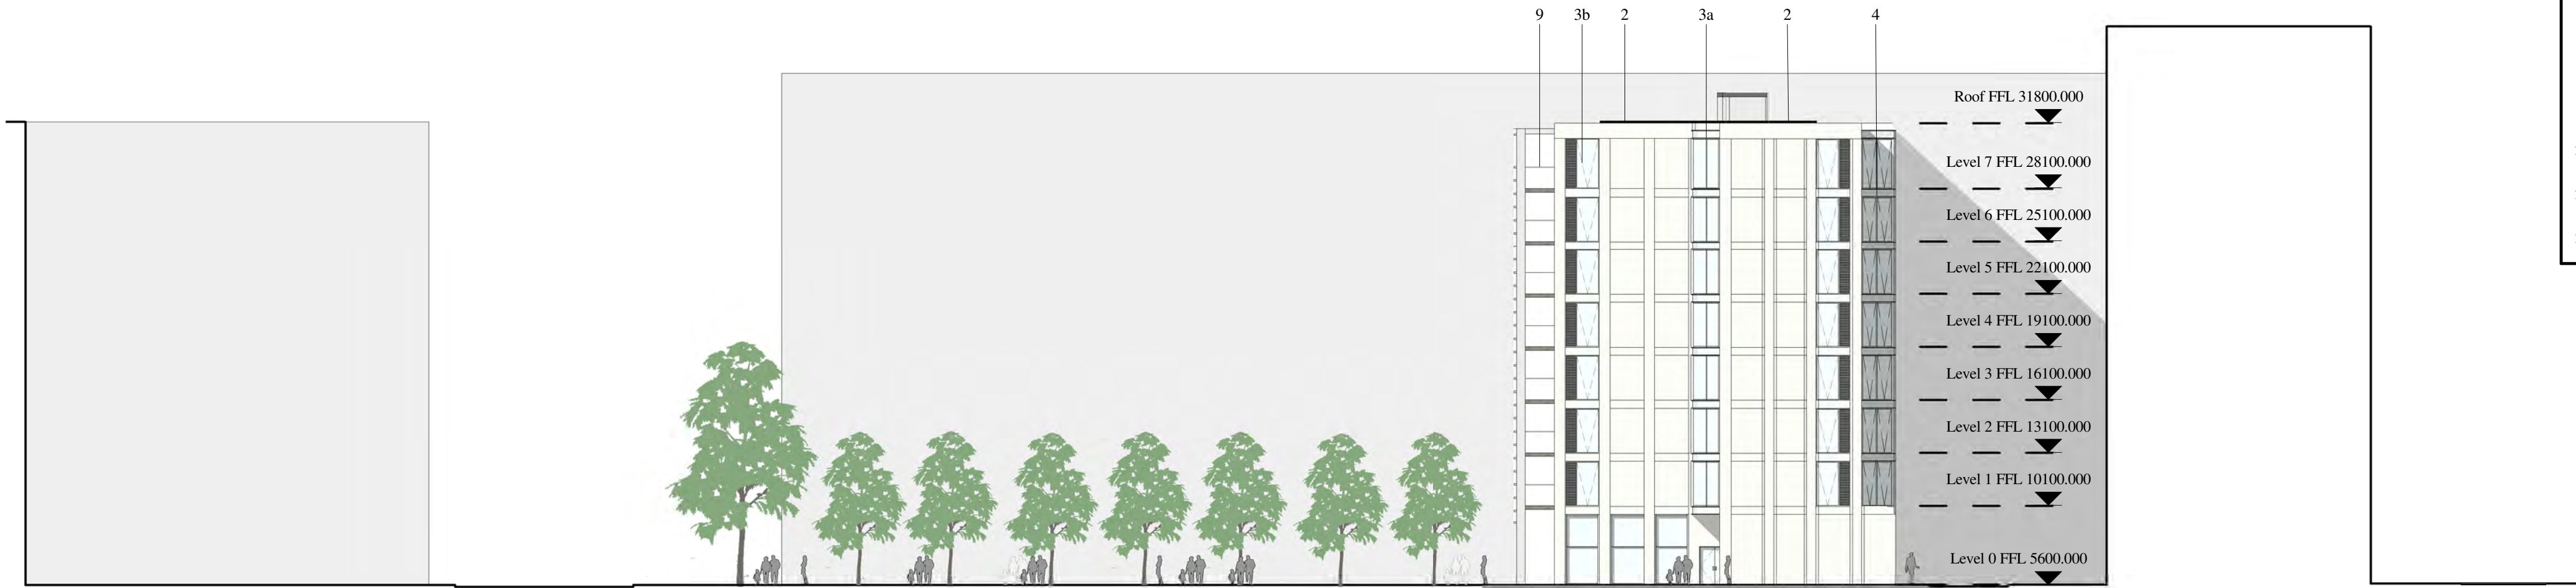 9 3b 2 3a 2 4
Roof FFL 31800.000
Level 7 FFL 28100.000
Level 6 FFL 25100.000
Level 5 FFL 22100.000
Level 4 FFL 19100.000
Level 3 FFL 16100.000
Level 2 FFL 13100.000
Level 1 FFL 10100.000
Level 0 FFL 5600.000